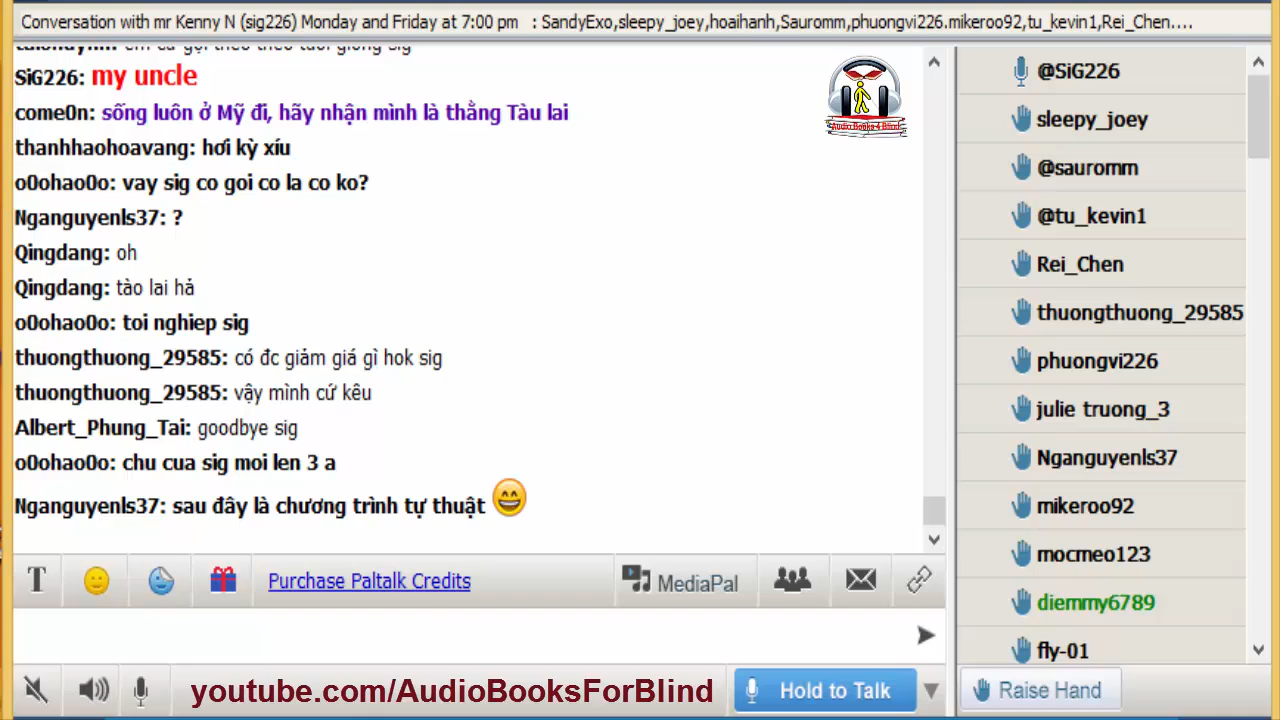 Conversation with mr Kenny N (sig226) Monday and Friday at 7:00 pm : SandyExo,sleepy_joey,hoaihanh,Sauromm,phuongvi226.mikeroo92,tu_kevin1,Rei_Chen....
SiG226: my uncle
come0n: sống luôn ở Mỹ đi, hãy nhận mình là thằng Tàu lai
thanhhaohoavang: hơi kỳ xíu
o0ohao0o: vay sig co goi co la co ko?
Nganguyenls37: ?
Qingdang: oh
Qingdang: tào lai hả
o0ohao0o: toi nghiep sig
thuongthuong_29585: có đc giảm giá gì hok sig
thuongthuong_29585: vậy mình cứ kêu
Albert_Phung_Tai: goodbye sig
o0ohao0o: chu cua sig moi len 3 a
Nganguyenls37: sau đây là chương trình tự thuật
Audio Books 4 Blind
@SiG226
sleepy_joey
@sauromm
@tu_kevin1
Rei_Chen
thuongthuong_29585
phuongvi226
julie truong_3
Nganguyenls37
mikeroo92
mocmeo123
diemmy6789
fly-01
T
Purchase Paltalk Credits
MediaPal
youtube.com/AudioBooksForBlind
Hold to Talk
Raise Hand